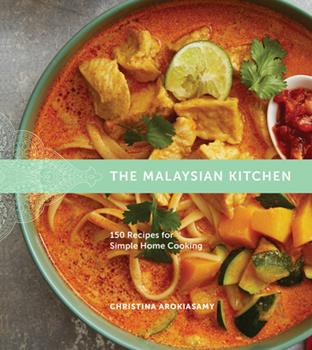 THE MALAYSIAN KITCHEN
150 Recipes for
Simple Home Cooking
CHRISTINA AROKIASAMY